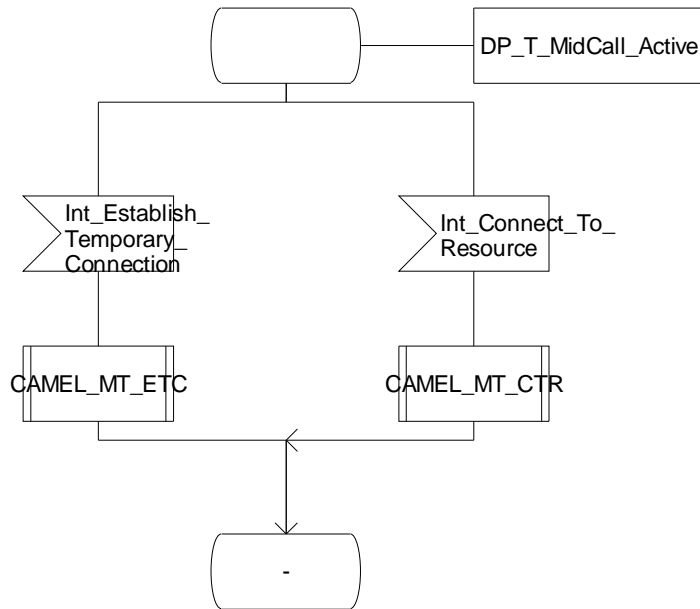 DP_T_MidCall_Active
Int_Establish_
Temporary_
Connection
Int_Connect_To_
Resource
CAMEL_MT_ETC
CAMEL_MT_CTR
-